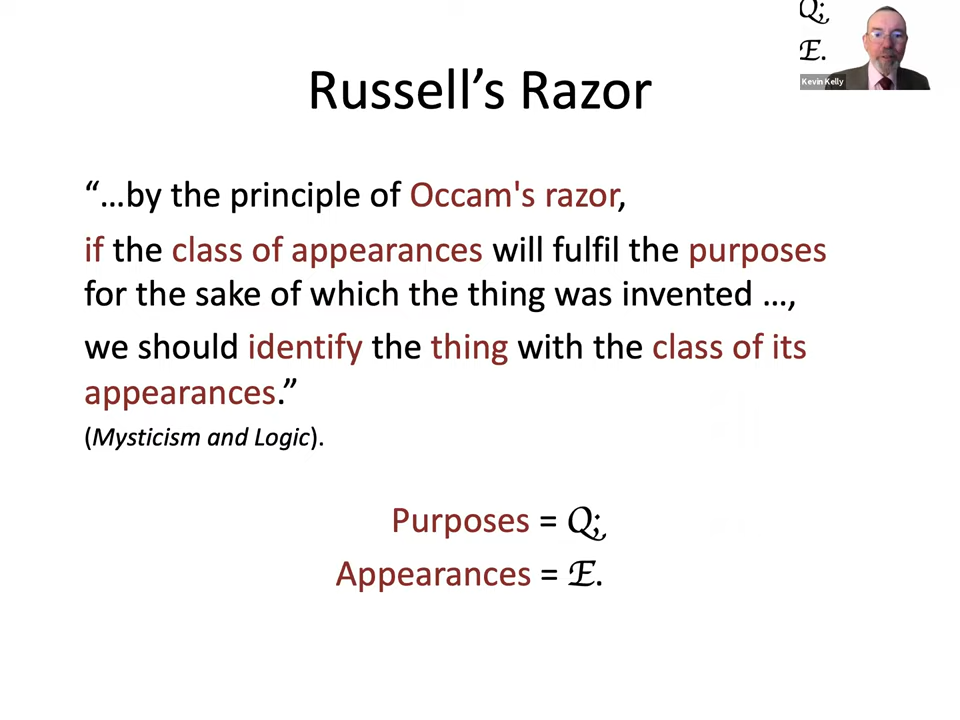 Q;
E.
Kevin Kelly
Russell’s Razor
“…by the principle of Occam's razor,
if the class of appearances will fulfil the purposes
for the sake of which the thing was invented …,
we should identify the thing with the class of its
appearances.”
(Mysticism and Logic).
Purposes = Q;
Appearances = E.